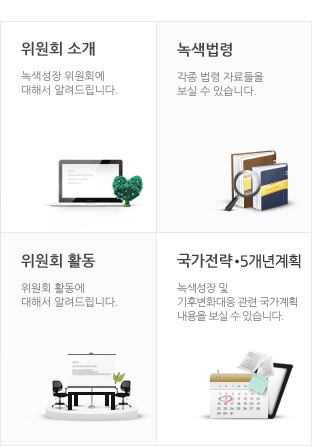 위원회 소개
녹색성장 위원회에
대해서 알려드립니다.
녹색법령
각종 법령 자료들을
보실 수 있습니다.
위원회 활동
위원회 활동에
대해서 알려드립니다.
국가전략•5개년계획
녹색성장 및
기후변화대응 관련 국가계획
내용을 보실 수 있습니다.